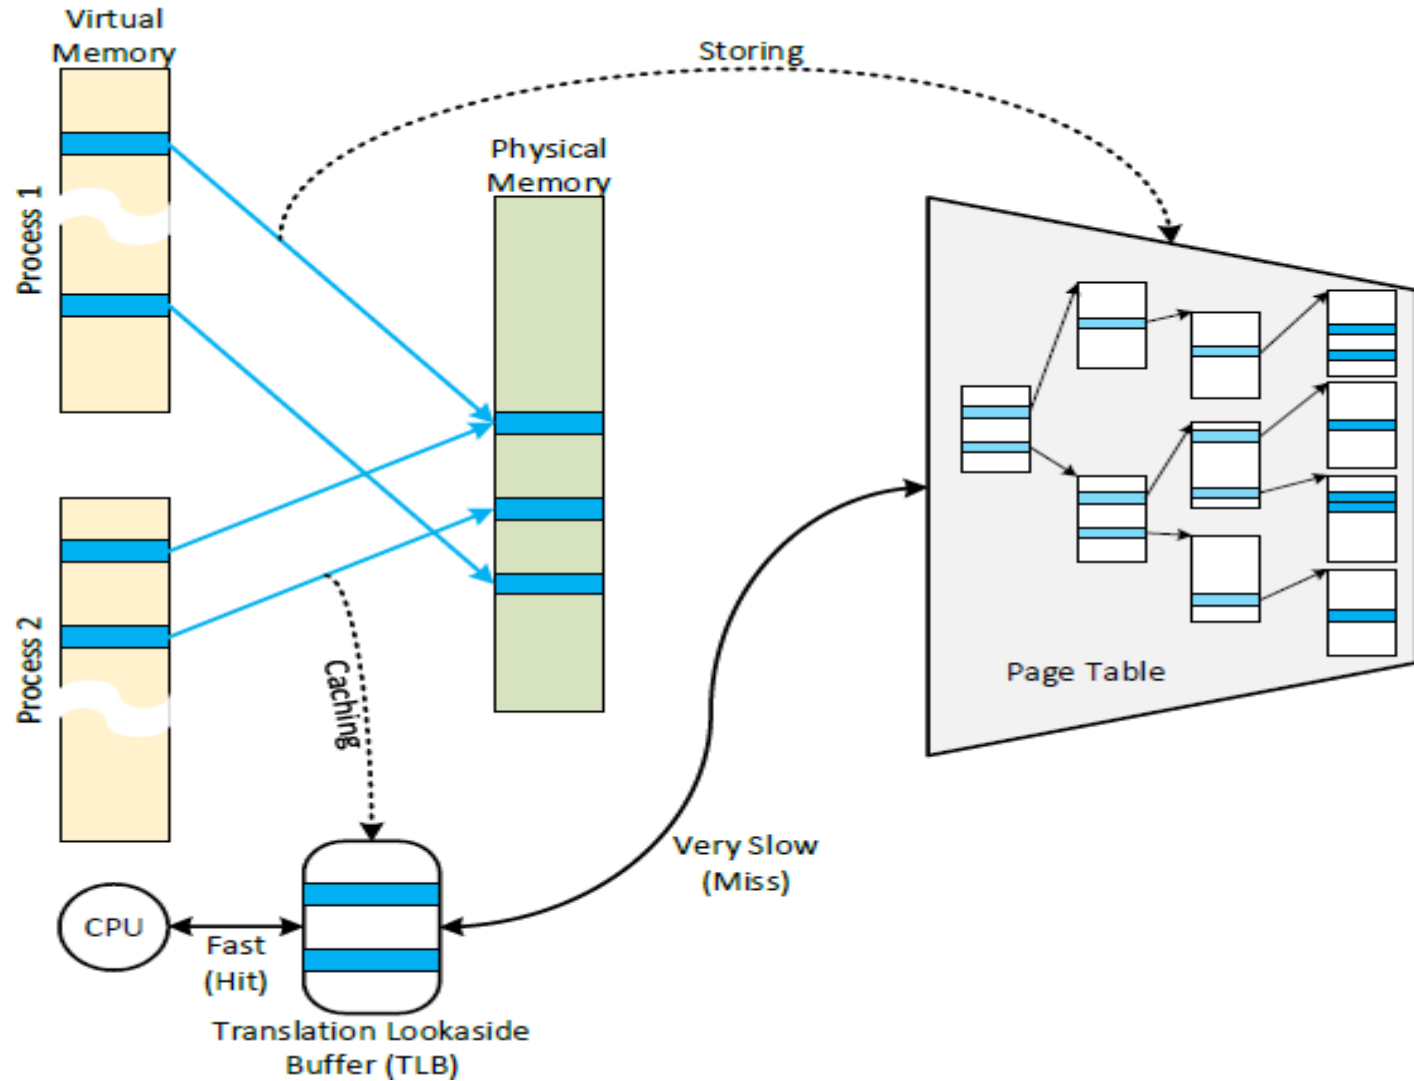 Virtual
Memory
Storing
Physical
Memory
Process 1
Process 2
Caching
Page Table
Very Slow
(Miss)
CPU
Fast
(Hit)
Translation Lookaside
Buffer (TLB)